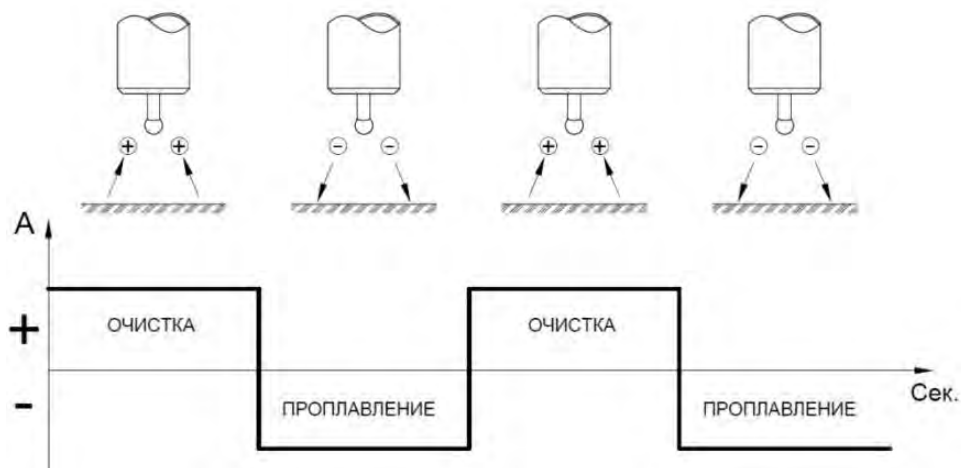 + + - - + + - -
А
+ ОЧИСТКА ОЧИСТКА
Сек.
- ПРОПЛАВЛЕНИЕ ПРОПЛАВЛЕНИЕ